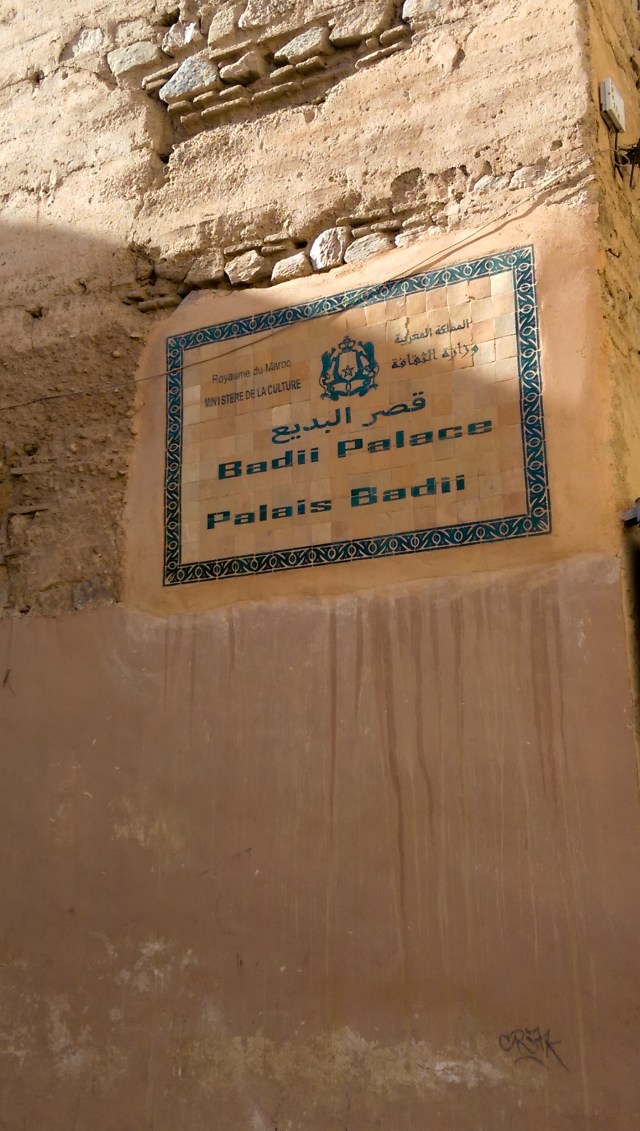 Royaume du Maroc
MINISTERE DE LA CULTURE
المملكة المغربية
وزارة الثقافة
قصر البديع
Badii Palace
Palais Badii